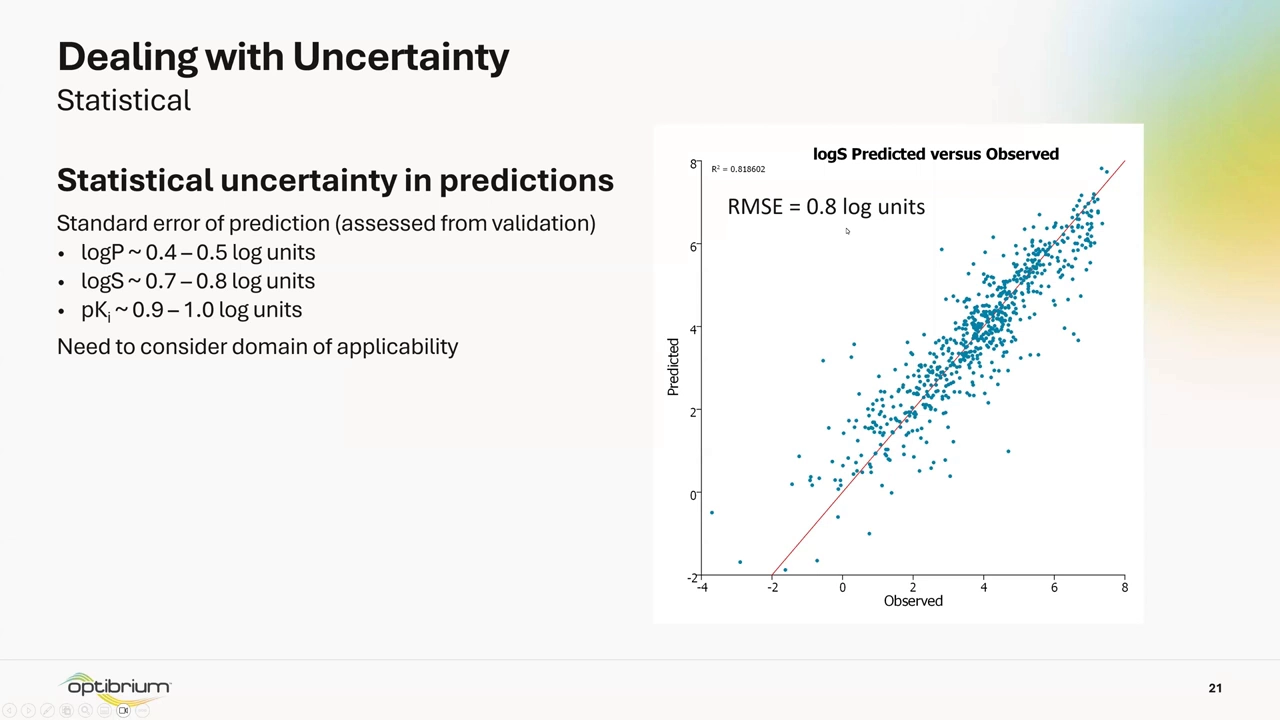 Dealing with Uncertainty
Statistical
Statistical uncertainty in predictions
Standard error of prediction (assessed from validation)
• logP ~ 0.4 – 0.5 log units
• logS ~ 0.7 – 0.8 log units
• pKi ~ 0.9 – 1.0 log units
Need to consider domain of applicability
logS Predicted versus Observed
R² = 0.818602
RMSE = 0.8 log units
Predicted
8
6
4
2
0
-2
-4 -2 0 2 4 6 8
Observed
optibrium
21